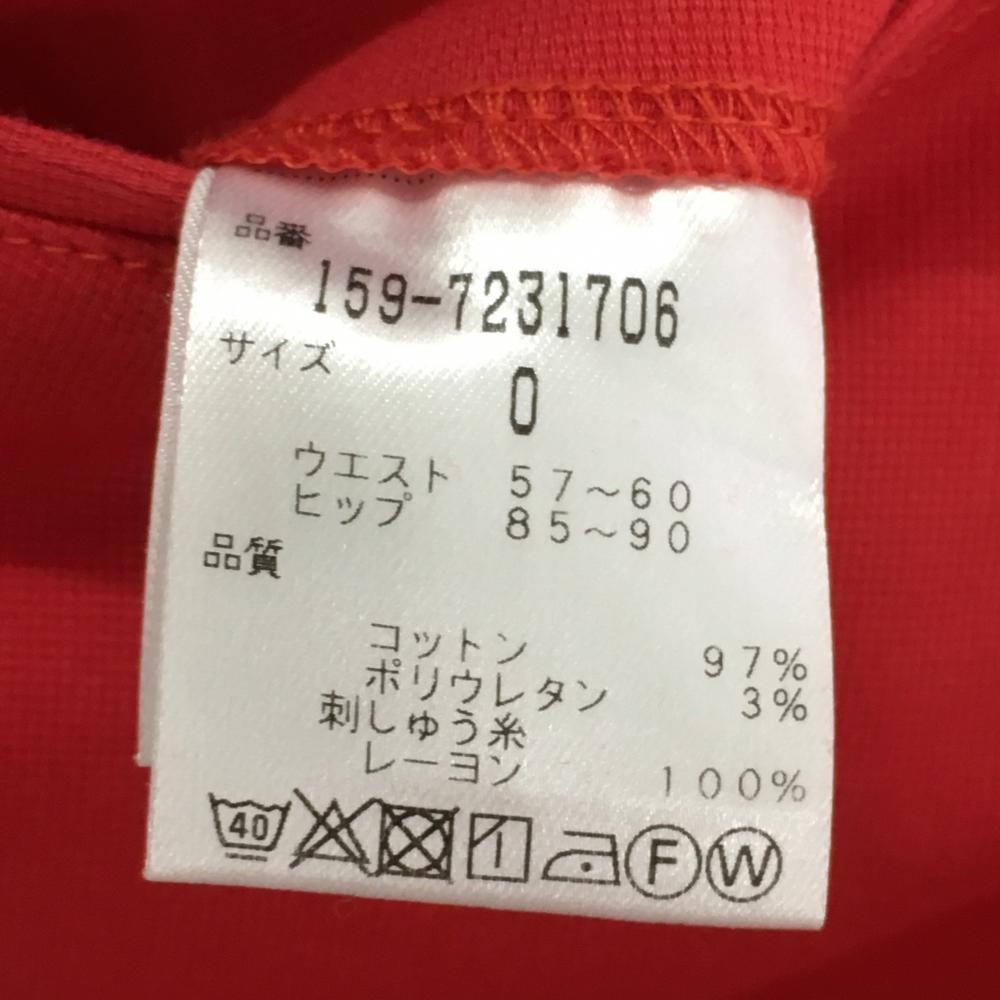 品番
159-7231706
サイズ
0
ウエスト 57～60
ヒップ 85～90
品質
コットン 97%
ポリウレタン 3%
刺しゅう糸
レーヨン 100%
40 F W